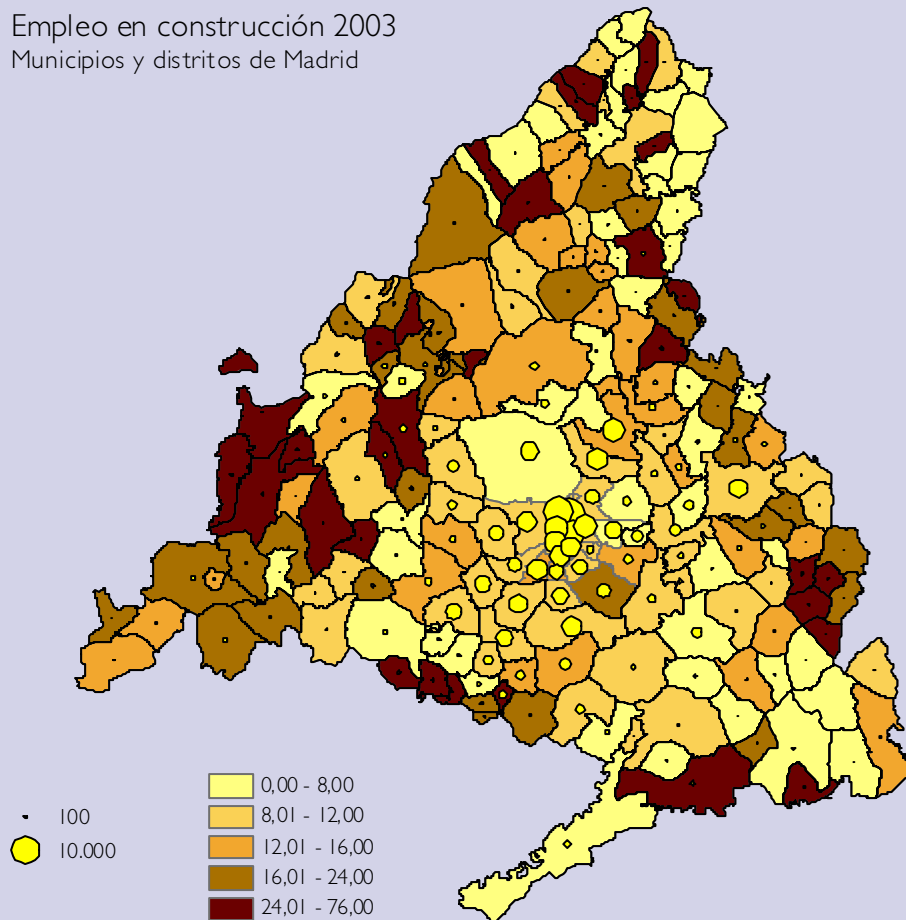 Empleo en construcción 2003
Municipios y distritos de Madrid
100
10.000
0,00 - 8,00
8,01 - 12,00
12,01 - 16,00
16,01 - 24,00
24,01 - 76,00